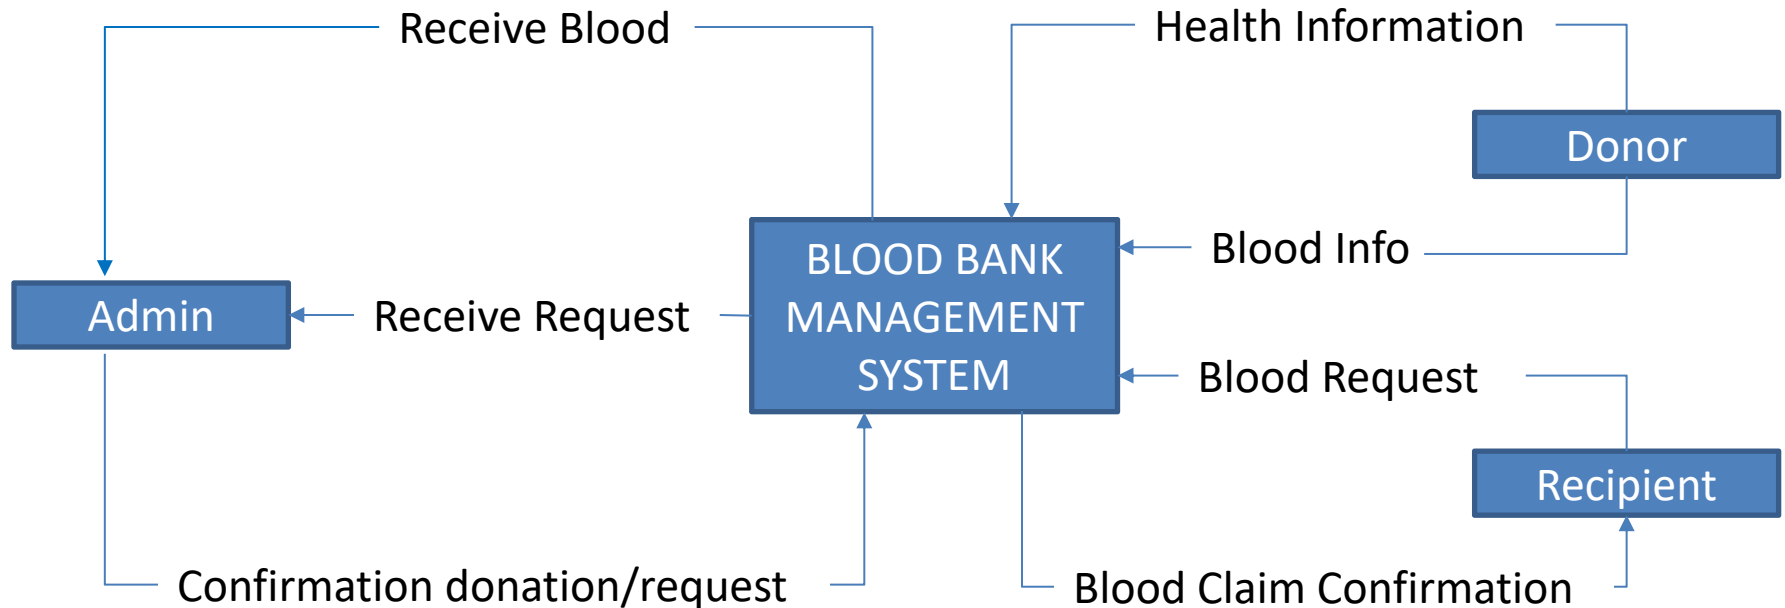 Receive Blood
Health Information
Donor
Blood Info
BLOOD BANK
MANAGEMENT
SYSTEM
Admin
Receive Request
Blood Request
Recipient
Confirmation donation/request
Blood Claim Confirmation